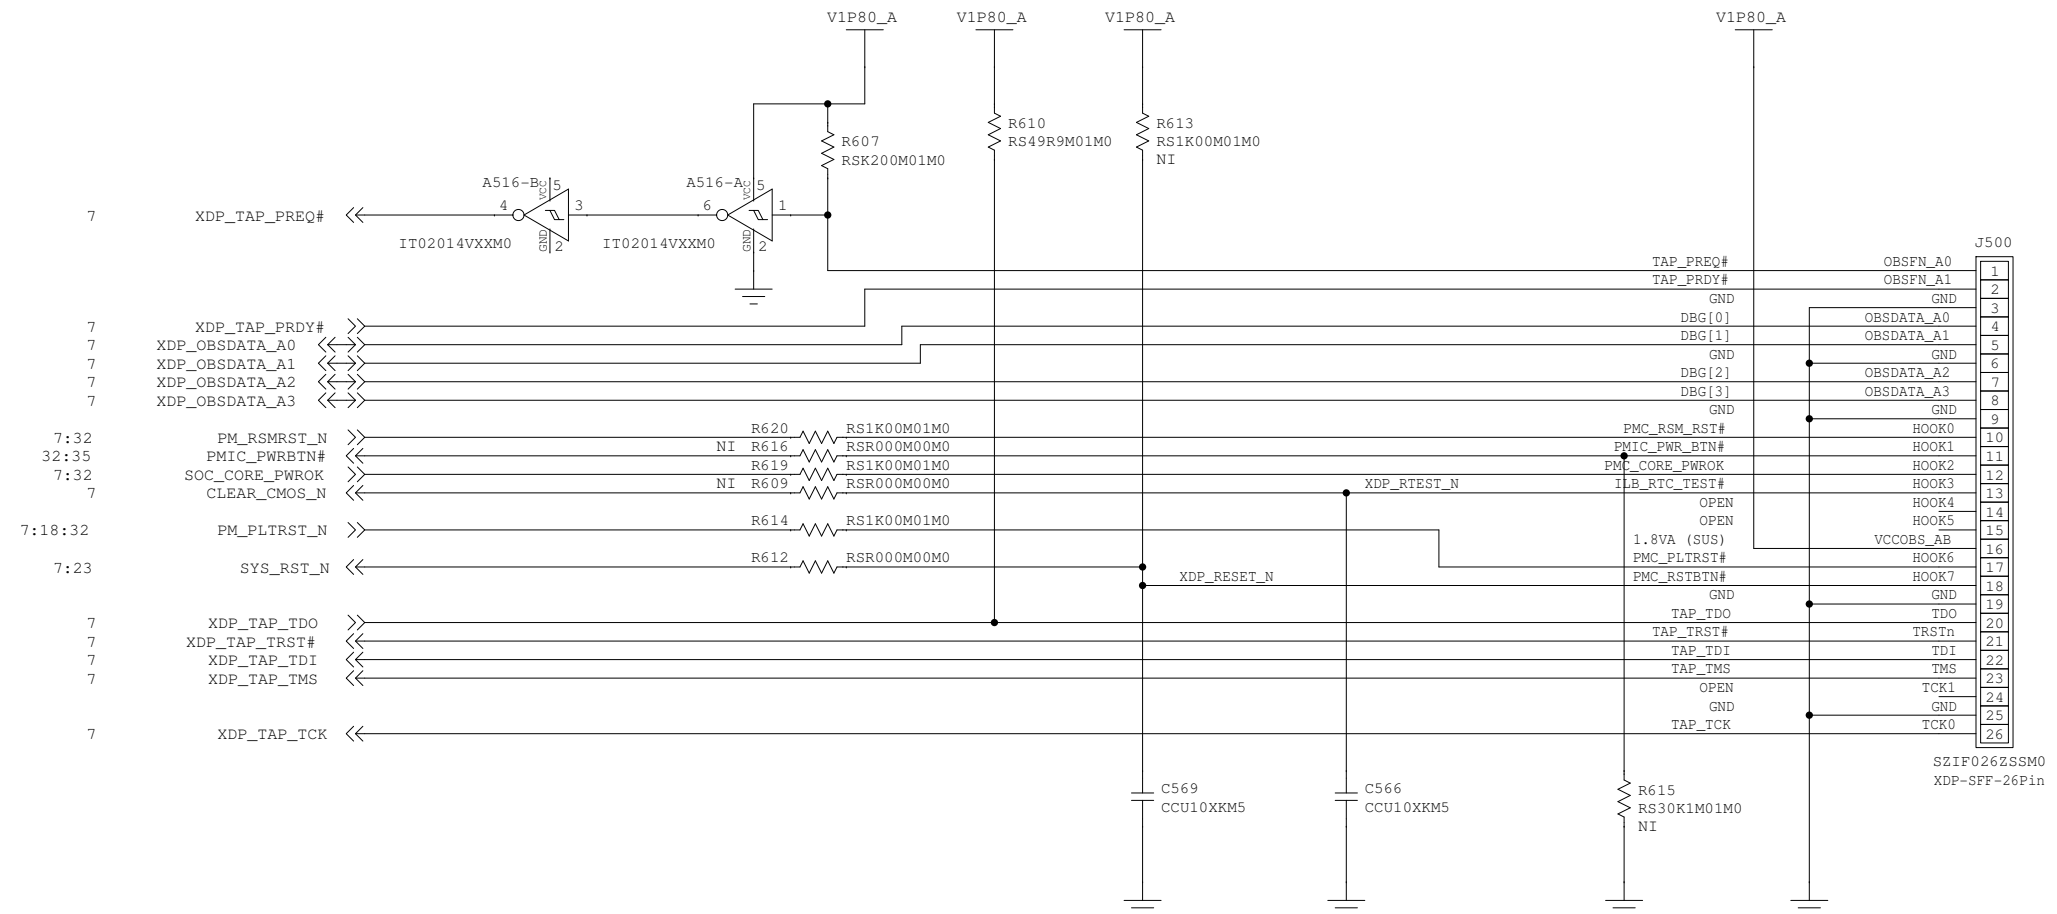 V1P80_A V1P80_A V1P80_A V1P80_A
R607
RSK200M01M0
R610
RS49R9M01M0
R613
RS1K00M01M0
NI
A516-B
VCC 5
4 3
GND 2
IT02014VXXM0
A516-A
VCC 5
6 1
GND 2
IT02014VXXM0
7 XDP_TAP_PREQ#
J500
TAP_PREQ# OBSFN_A0 1
TAP_PRDY# OBSFN_A1 2
GND GND 3
7 XDP_TAP_PRDY# DBG[0] OBSDATA_A0 4
7 XDP_OBSDATA_A0 DBG[1] OBSDATA_A1 5
7 XDP_OBSDATA_A1 GND GND 6
7 XDP_OBSDATA_A2 DBG[2] OBSDATA_A2 7
7 XDP_OBSDATA_A3 DBG[3] OBSDATA_A3 8
GND GND 9
7:32 PM_RSMRST_N R620 RS1K00M01M0 PMC_RSM_RST# HOOK0 10
32:35 PMIC_PWRBTN# NI R616 RSR000M00M0 PMIC_PWR_BTN# HOOK1 11
7:32 SOC_CORE_PWROK R619 RS1K00M01M0 PMC_CORE_PWROK HOOK2 12
7 CLEAR_CMOS_N NI R609 RSR000M00M0 XDP_RTEST_N ILB_RTC_TEST# HOOK3 13
OPEN HOOK4 14
7:18:32 PM_PLTRST_N R614 RS1K00M01M0 OPEN HOOK5 15
1.8VA (SUS) VCCOBS_AB 16
7:23 SYS_RST_N R612 RSR000M00M0 PMC_PLTRST# HOOK6 17
XDP_RESET_N PMC_RSTBTN# HOOK7 18
GND GND 19
7 XDP_TAP_TDO TAP_TDO TDO 20
7 XDP_TAP_TRST# TAP_TRST# TRSTn 21
7 XDP_TAP_TDI TAP_TDI TDI 22
7 XDP_TAP_TMS TAP_TMS TMS 23
OPEN TCK1 24
GND GND 25
7 XDP_TAP_TCK TAP_TCK TCK0 26
SZIF026ZSSM0
XDP-SFF-26Pin
C569
CCU10XKM5
C566
CCU10XKM5
R615
RS30K1M01M0
NI